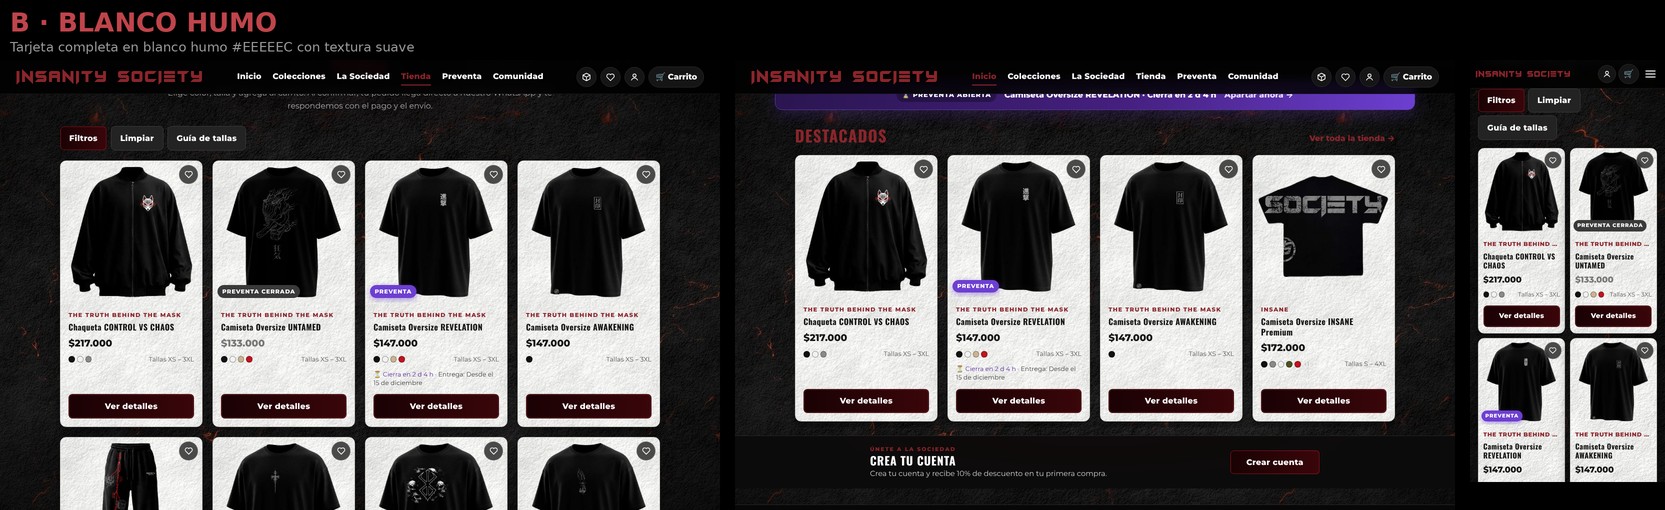 B · BLANCO HUMO
Tarjeta completa en blanco humo #EEEEEC con textura suave
INSANITY SOCIETY
Inicio Colecciones La Sociedad Tienda Preventa Comunidad
Carrito
respondemos con el pago y el envío.
Filtros Limpiar Guía de tallas
PREVENTA CERRADA
PREVENTA
THE TRUTH BEHIND THE MASK
Chaqueta CONTROL VS CHAOS
$217.000
Tallas XS – 3XL
Ver detalles
THE TRUTH BEHIND THE MASK
Camiseta Oversize UNTAMED
$133.000
Tallas XS – 3XL
Ver detalles
THE TRUTH BEHIND THE MASK
Camiseta Oversize REVELATION
$147.000
Tallas XS – 3XL
Cierra en 2 d 4 h · Entrega: Desde el
15 de diciembre
Ver detalles
THE TRUTH BEHIND THE MASK
Camiseta Oversize AWAKENING
$147.000
Tallas XS – 3XL
Ver detalles
INSANITY SOCIETY
Inicio Colecciones La Sociedad Tienda Preventa Comunidad
Carrito
PREVENTA ABIERTA Camiseta Oversize REVELATION · Cierra en 2 d 4 h Apartar ahora →
DESTACADOS
Ver toda la tienda →
SOCIETY
PREVENTA
THE TRUTH BEHIND THE MASK
Chaqueta CONTROL VS CHAOS
$217.000
Tallas XS – 3XL
Ver detalles
THE TRUTH BEHIND THE MASK
Camiseta Oversize REVELATION
$147.000
Tallas XS – 3XL
Cierra en 2 d 4 h · Entrega: Desde el
15 de diciembre
Ver detalles
THE TRUTH BEHIND THE MASK
Camiseta Oversize AWAKENING
$147.000
Tallas XS – 3XL
Ver detalles
INSANE
Camiseta Oversize INSANE
Premium
$172.000
Tallas S – 4XL
Ver detalles
ÚNETE A LA SOCIEDAD
CREA TU CUENTA
Crea tu cuenta y recibe 10% de descuento en tu primera compra.
Crear cuenta
INSANITY SOCIETY
Filtros Limpiar
Guía de tallas
PREVENTA CERRADA
THE TRUTH BEHIND ...
Chaqueta CONTROL VS
CHAOS
$217.000
Tallas XS – 3XL
Ver detalles
THE TRUTH BEHIND ...
Camiseta Oversize
UNTAMED
$133.000
Tallas XS – 3XL
Ver detalles
PREVENTA
THE TRUTH BEHIND ...
Camiseta Oversize
REVELATION
$147.000
THE TRUTH BEHIND ...
Camiseta Oversize
AWAKENING
$147.000